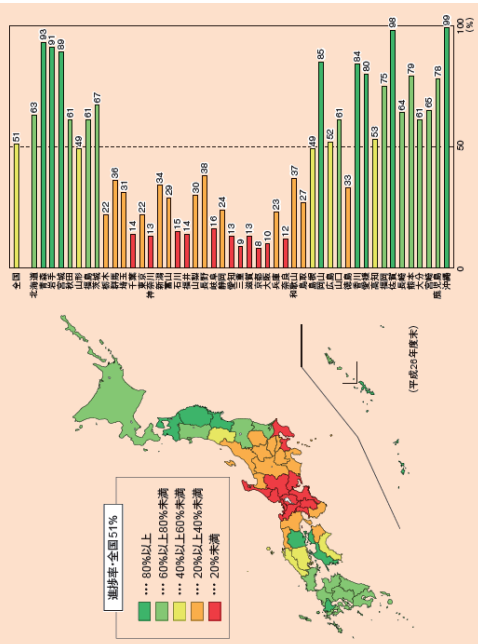 進捗率・全国51%
… 80%以上
… 60%以上80%未満
… 40%以上60%未満
… 20%以上40%未満
… 20%未満
(平成26年度末)
全国 51
北海道 63
青森 93
岩手 91
宮城 89
秋田 61
山形 49
福島 61
茨城 67
栃木 22
群馬 36
埼玉 31
千葉 14
東京 22
神奈川 13
新潟 34
富山 29
石川 15
福井 14
山梨 30
長野 38
岐阜 16
静岡 24
愛知 13
三重 9
滋賀 13
京都 8
大阪 10
兵庫 23
奈良 12
和歌山 37
鳥取 27
島根 49
岡山 85
広島 52
山口 61
徳島 33
香川 84
愛媛 80
高知 53
福岡 75
佐賀 98
長崎 64
熊本 79
大分 61
宮崎 65
鹿児島 78
沖縄 99
0 50 100
(%)